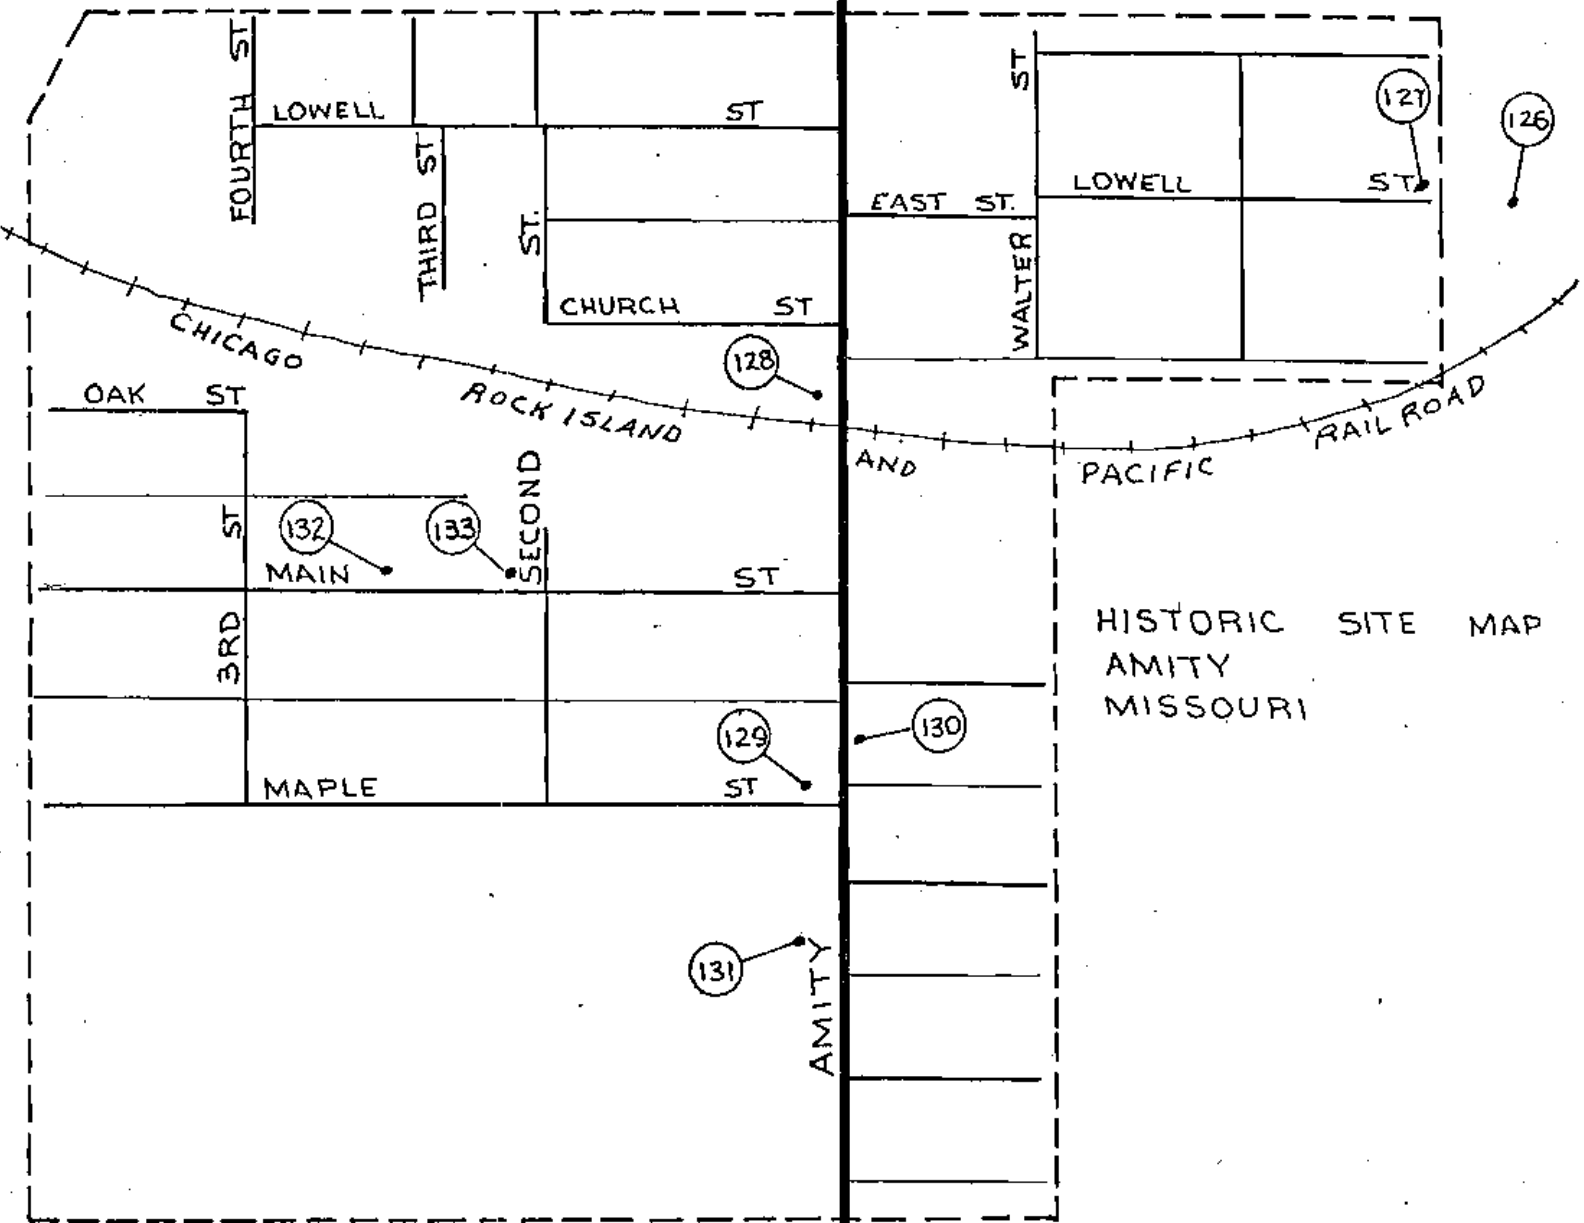 FOURTH ST
LOWELL ST
THIRD ST
ST.
CHURCH ST
EAST ST.
WALTER ST
LOWELL ST.
127
126
128
CHICAGO ROCK ISLAND AND PACIFIC RAILROAD
OAK ST
3RD ST
132
133
SECOND
MAIN ST
HISTORIC SITE MAP
AMITY
MISSOURI
129
130
MAPLE ST
131
AMITY